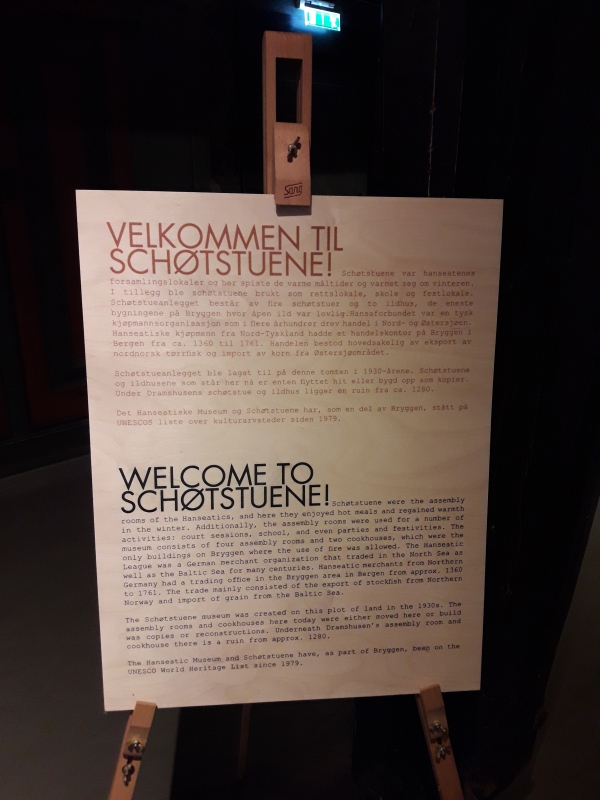 Sano
VELKOMMEN TIL
SCHØTSTUENE! Schøtstuene var hanseatenes
forsamlingslokaler og her spiste de varme måltider og varmet seg om vinteren.
I tillegg ble schøtstuene brukt som rettslokale, skole og festlokale.
Schøtstueanlegget består av fire schøtstuer og to ildhus, de eneste
bygningene på Bryggen hvor åpen ild var lovlig.Hansaforbundet var en tysk
kjøpmannsorganisasjon som i flere århundrer drev handel i Nord- og Østersjøen.
Hanseatiske kjøpmenn fra Nord-Tyskland hadde et handelskontor på Bryggen i
Bergen fra ca. 1360 til 1761. Handelen bestod hovedsakelig av eksport av
nordnorsk tørrfisk og import av korn fra Østersjøområdet.
Schøtstueanlegget ble laget til på denne tomten i 1930-årene. Schøtstuene
og ildhusene som står her nå er enten flyttet hit eller bygd opp som kopier.
Under Dramshusens schøtstue og ildhus ligger en ruin fra ca. 1280.
Det Hanseatiske Museum og Schøtstuene har, som en del av Bryggen, stått på
UNESCOs liste over kulturarvsteder siden 1979.
WELCOME TO
SCHØTSTUENE! Schøtstuene were the assembly
rooms of the Hanseatics, and here they enjoyed hot meals and regained warmth
in the winter. Additionally, the assembly rooms were used for a number of
activities: court sessions, school, and even parties and festivities. The
museum consists of four assembly rooms and two cookhouses, which were the
only buildings on Bryggen where the use of fire was allowed. The Hanseatic
League was a German merchant organization that traded in the North Sea as
well as the Baltic Sea for many centuries. Hanseatic merchants from Northern
Germany had a trading office in the Bryggen area in Bergen from approx. 1360
to 1761. The trade mainly consisted of the export of stockfish from Northern
Norway and import of grain from the Baltic Sea.
The Schøtstuene museum was created on this plot of land in the 1930s. The
assembly rooms and cookhouses here today were either moved here or build
was copies or reconstructions. Underneath Dramshusen's assembly room and
cookhouse there is a ruin from approx. 1280.
The Hanseatic Museum and Schøtstuene have, as part of Bryggen, been on the
UNESCO World Heritage List since 1979.